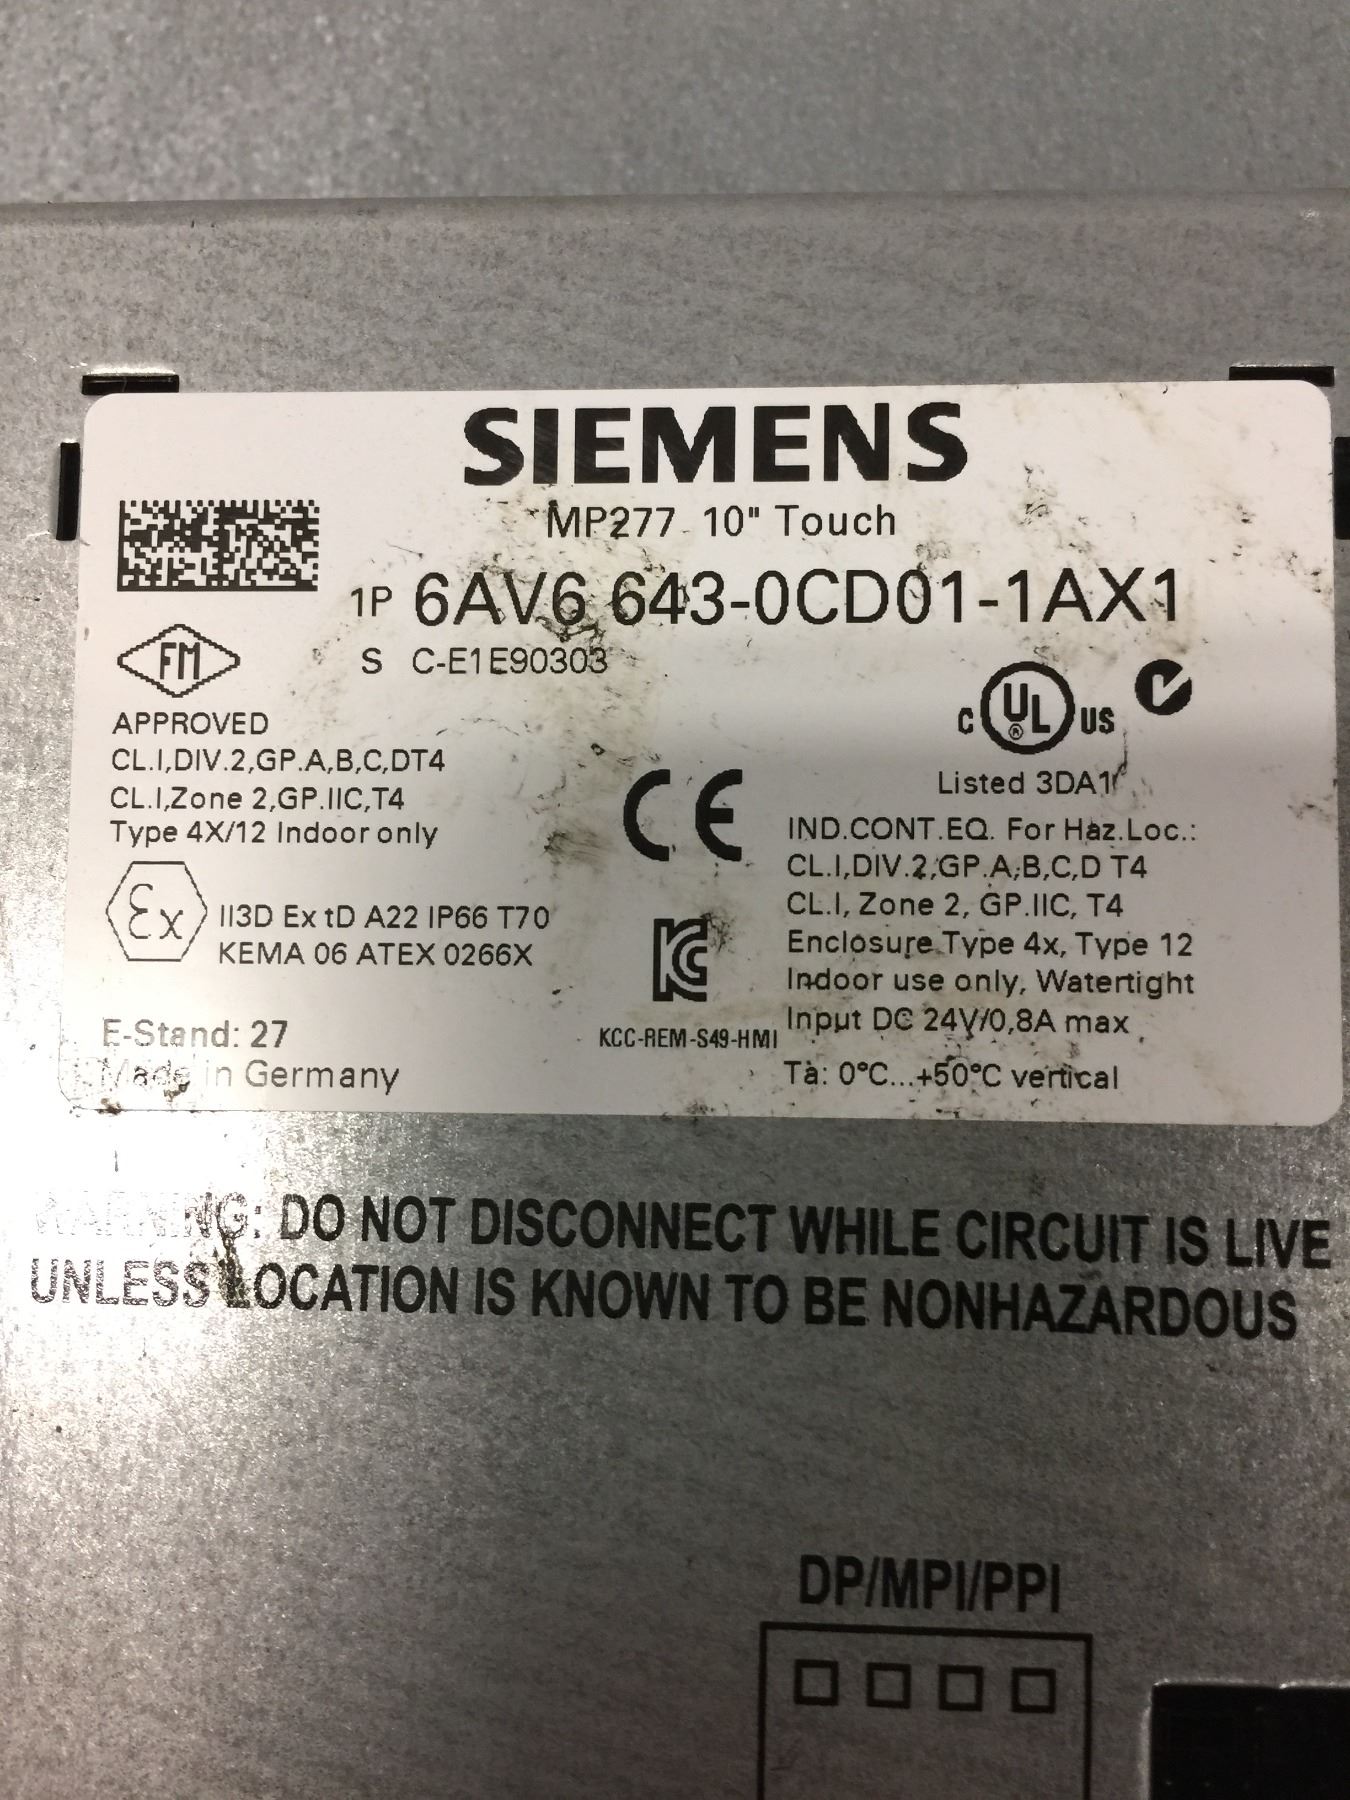 SIEMENS
MP277 10" Touch
1P 6AV6 643-0CD01-1AX1
S C-E1E90303
FM
APPROVED
CL.I,DIV.2,GP.A,B,C,DT4
CL.I,Zone 2,GP.IIC,T4
Type 4X/12 Indoor only
Ex
II3D Ex tD A22 IP66 T70
KEMA 06 ATEX 0266X
E-Stand: 27
Made in Germany
CE
KC
KCC-REM-S49-HMI
C UL ® US
Listed 3DA1
IND.CONT.EQ. For Haz.Loc.:
CL.I,DIV.2,GP.A,B,C,D T4
CL.I, Zone 2, GP.IIC, T4
Enclosure Type 4x, Type 12
Indoor use only, Watertight
Input DC 24V/0,8A max
Ta: 0°C...+50°C vertical
WARNING: DO NOT DISCONNECT WHILE CIRCUIT IS LIVE
UNLESS LOCATION IS KNOWN TO BE NONHAZARDOUS
DP/MPI/PPI